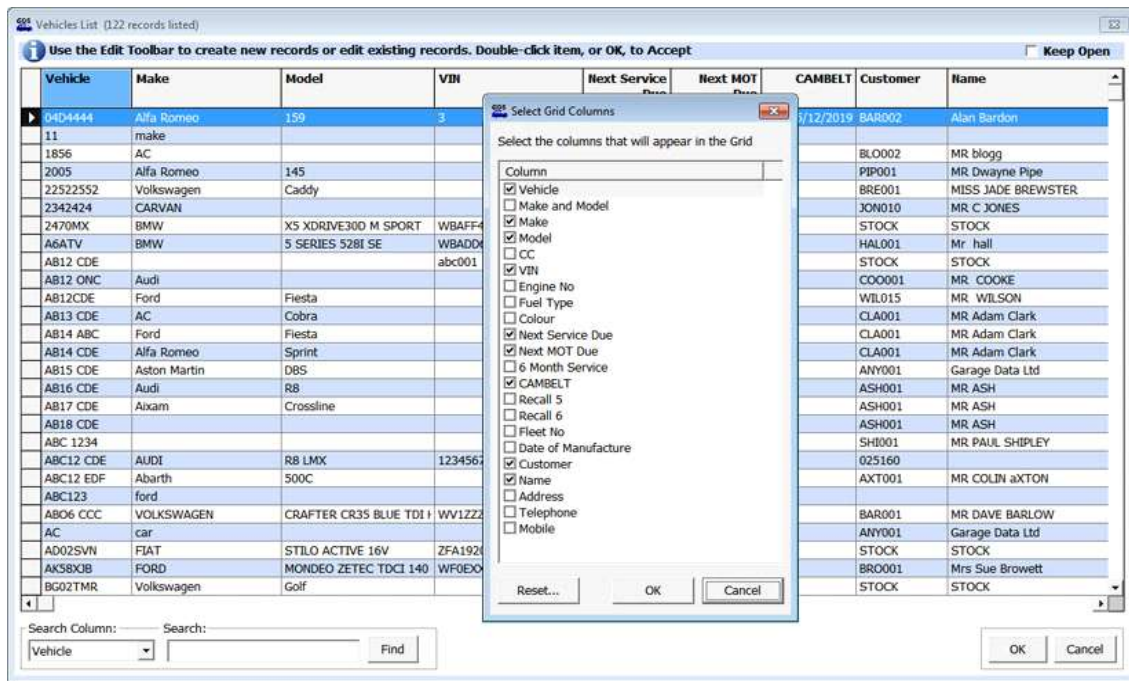 Vehicles List (122 records listed)
Use the Edit Toolbar to create new records or edit existing records. Double-click item, or OK, to Accept Keep Open
Vehicle Make Model VIN Next Service Due Next MOT Due CAMBELT Customer Name
04D4444 Alfa Romeo 159 3 5/12/2019 BAR002 Alan Bardon
11 make
1856 AC BLO002 MR blogg
2005 Alfa Romeo 145 PIP001 MR Dwayne Pipe
22522552 Volkswagen Caddy BRE001 MISS JADE BREWSTER
2342424 CARVAN JON010 MR C JONES
2470MX BMW X5 XDRIVE30D M SPORT WBAFF4 STOCK STOCK
A6ATV BMW 5 SERIES 528I SE WBADD6 HAL001 Mr hall
AB12 CDE abc001 STOCK STOCK
AB12 ONC Audi COO001 MR COOKE
AB12CDE Ford Fiesta WIL015 MR WILSON
AB13 CDE AC Cobra CLA001 MR Adam Clark
AB14 ABC Ford Fiesta CLA001 MR Adam Clark
AB14 CDE Alfa Romeo Sprint CLA001 MR Adam Clark
AB15 CDE Aston Martin DBS ANY001 Garage Data Ltd
AB16 CDE Audi R8 ASH001 MR ASH
AB17 CDE Aixam Crossline ASH001 MR ASH
AB18 CDE ASH001 MR ASH
ABC 1234 SHI001 MR PAUL SHIPLEY
ABC12 CDE AUDI R8 LMX 1234567 025160
ABC12 EDF Abarth 500C AXT001 MR COLIN aXTON
ABC123 ford
ABO6 CCC VOLKSWAGEN CRAFTER CR35 BLUE TDI WV1ZZZ BAR001 MR DAVE BARLOW
AC car ANY001 Garage Data Ltd
AD02SVN FIAT STILO ACTIVE 16V ZFA1920 STOCK STOCK
AK58XJB FORD MONDEO ZETEC TDCI 140 WF0EXX BRO001 Mrs Sue Browett
BG02TMR Volkswagen Golf STOCK STOCK
Select Grid Columns
Select the columns that will appear in the Grid
Column
Vehicle
Make and Model
Make
Model
CC
VIN
Engine No
Fuel Type
Colour
Next Service Due
Next MOT Due
6 Month Service
CAMBELT
Recall 5
Recall 6
Fleet No
Date of Manufacture
Customer
Name
Address
Telephone
Mobile
Reset... OK Cancel
Search Column: Search:
Vehicle Find OK Cancel